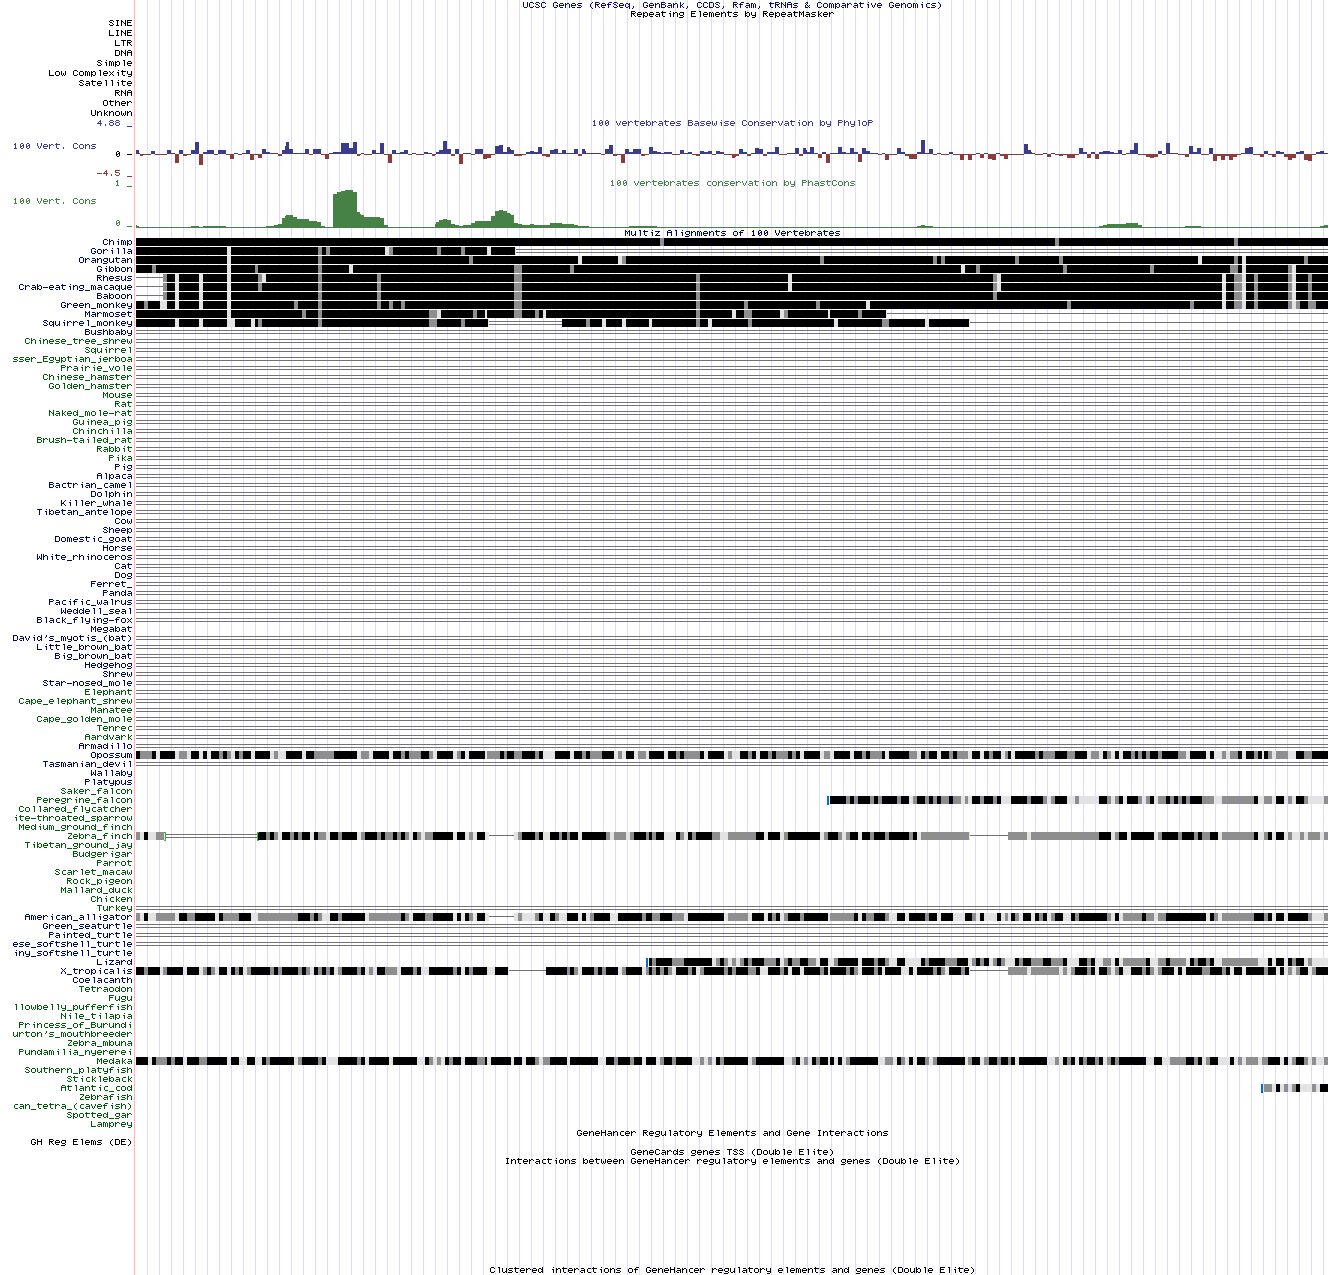 UCSC Genes (RefSeq, GenBank, CCDS, Rfam, tRNAs & Comparative Genomics)
Repeating Elements by RepeatMasker
SINE
LINE
LTR
DNA
Simple
Low Complexity
Satellite
RNA
Other
Unknown
4.88 _
100 vertebrates Basewise Conservation by PhyloP
100 Vert. Cons
0 _
-4.5 _
1 _
100 vertebrates conservation by PhastCons
100 Vert. Cons
0 _
Multiz Alignments of 100 Vertebrates
Chimp
Gorilla
Orangutan
Gibbon
Rhesus
Crab-eating_macaque
Baboon
Green_monkey
Marmoset
Squirrel_monkey
Bushbaby
Chinese_tree_shrew
Squirrel
sser_Egyptian_jerboa
Prairie_vole
Chinese_hamster
Golden_hamster
Mouse
Rat
Naked_mole-rat
Guinea_pig
Chinchilla
Brush-tailed_rat
Rabbit
Pika
Pig
Alpaca
Bactrian_camel
Dolphin
Killer_whale
Tibetan_antelope
Cow
Sheep
Domestic_goat
Horse
White_rhinoceros
Cat
Dog
Ferret_
Panda
Pacific_walrus
Weddell_seal
Black_flying-fox
Megabat
David's_myotis_(bat)
Little_brown_bat
Big_brown_bat
Hedgehog
Shrew
Star-nosed_mole
Elephant
Cape_elephant_shrew
Manatee
Cape_golden_mole
Tenrec
Aardvark
Armadillo
Opossum
Tasmanian_devil
Wallaby
Platypus
Saker_falcon
Peregrine_falcon
Collared_flycatcher
ite-throated_sparrow
Medium_ground_finch
Zebra_finch
Tibetan_ground_jay
Budgerigar
Parrot
Scarlet_macaw
Rock_pigeon
Mallard_duck
Chicken
Turkey
American_alligator
Green_seaturtle
Painted_turtle
ese_softshell_turtle
iny_softshell_turtle
Lizard
X_tropicalis
Coelacanth
Tetraodon
Fugu
llowbelly_pufferfish
Nile_tilapia
Princess_of_Burundi
urton's_mouthbreeder
Zebra_mbuna
Pundamilia_nyererei
Medaka
Southern_platyfish
Stickleback
Atlantic_cod
Zebrafish
can_tetra_(cavefish)
Spotted_gar
Lamprey
GeneHancer Regulatory Elements and Gene Interactions
GH Reg Elems (DE)
GeneCards genes TSS (Double Elite)
Interactions between GeneHancer regulatory elements and genes (Double Elite)
Clustered interactions of GeneHancer regulatory elements and genes (Double Elite)